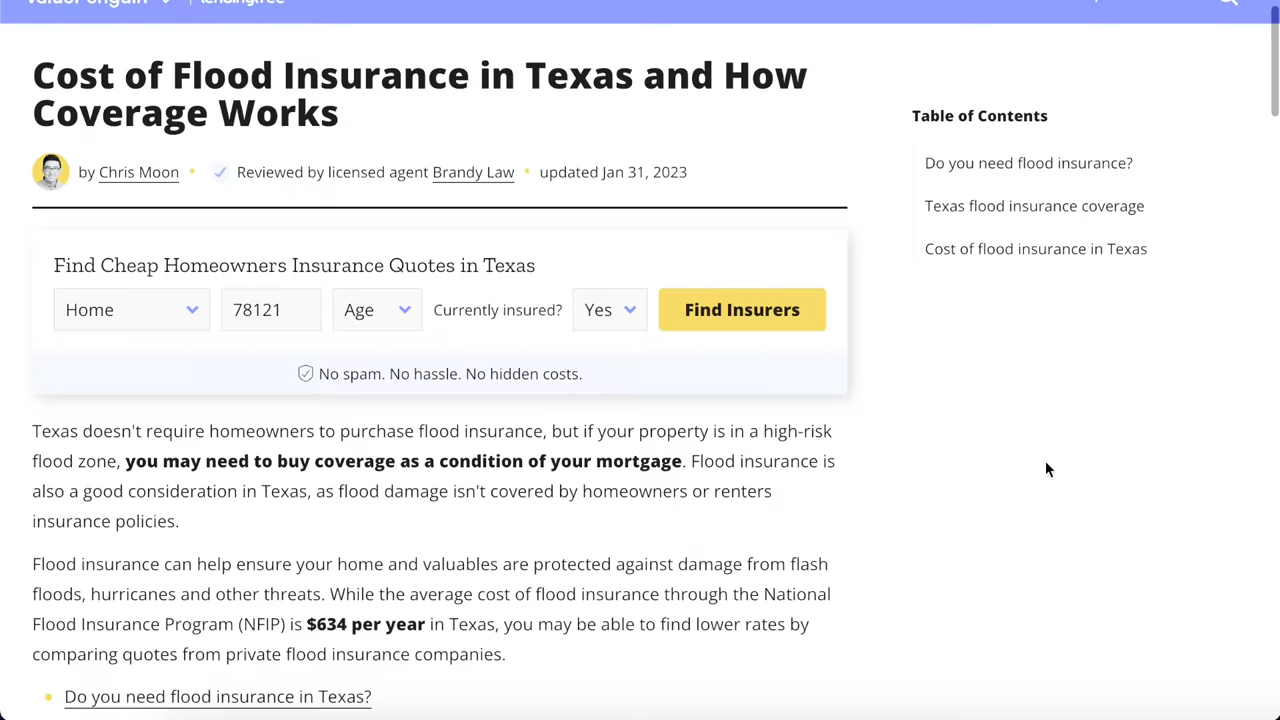 Cost of Flood Insurance in Texas and How
Coverage Works
by Chris Moon • Reviewed by licensed agent Brandy Law • updated Jan 31, 2023
Table of Contents
Do you need flood insurance?
Texas flood insurance coverage
Cost of flood insurance in Texas
Find Cheap Homeowners Insurance Quotes in Texas
Home 78121 Age Currently insured? Yes Find Insurers
No spam. No hassle. No hidden costs.
Texas doesn't require homeowners to purchase flood insurance, but if your property is in a high-risk
flood zone, you may need to buy coverage as a condition of your mortgage. Flood insurance is
also a good consideration in Texas, as flood damage isn't covered by homeowners or renters
insurance policies.
Flood insurance can help ensure your home and valuables are protected against damage from flash
floods, hurricanes and other threats. While the average cost of flood insurance through the National
Flood Insurance Program (NFIP) is $634 per year in Texas, you may be able to find lower rates by
comparing quotes from private flood insurance companies.
• Do you need flood insurance in Texas?